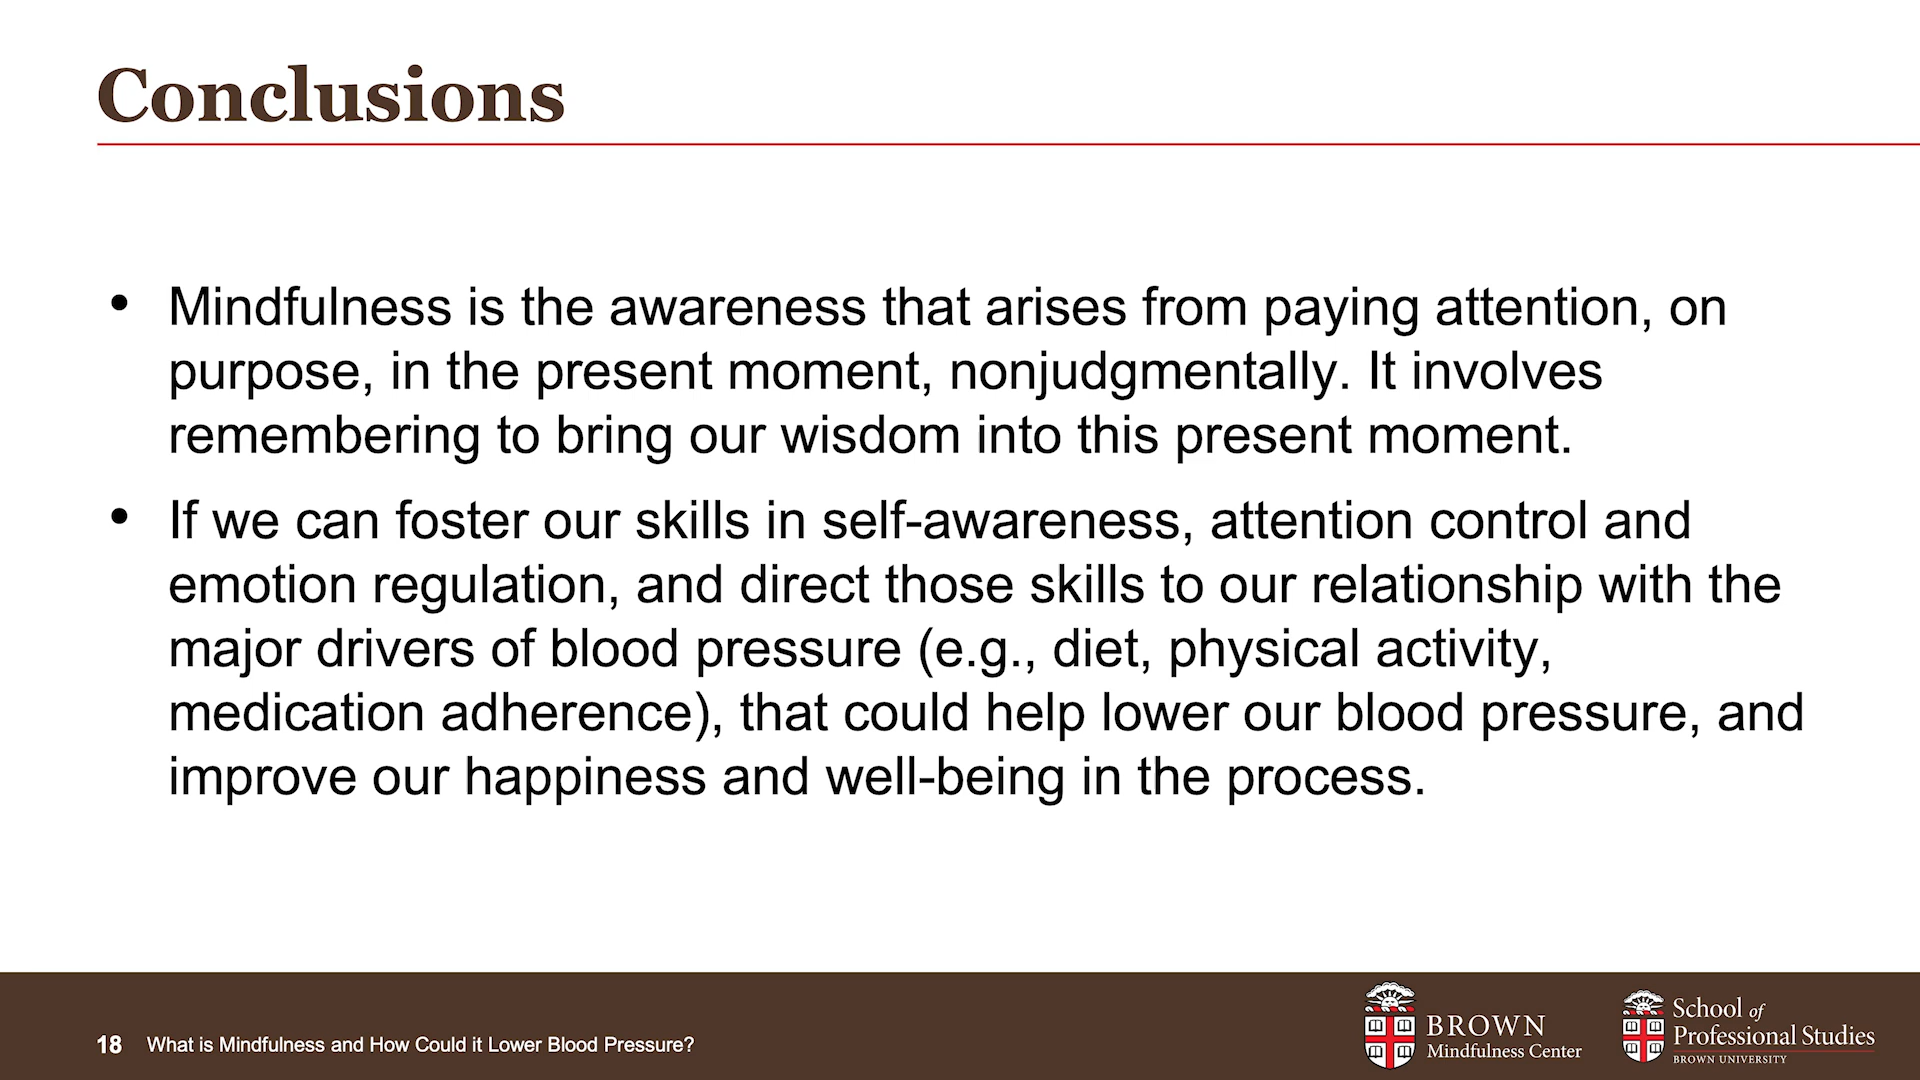 Conclusions
• Mindfulness is the awareness that arises from paying attention, on
purpose, in the present moment, nonjudgmentally. It involves
remembering to bring our wisdom into this present moment.
• If we can foster our skills in self-awareness, attention control and
emotion regulation, and direct those skills to our relationship with the
major drivers of blood pressure (e.g., diet, physical activity,
medication adherence), that could help lower our blood pressure, and
improve our happiness and well-being in the process.
18 What is Mindfulness and How Could it Lower Blood Pressure?
BROWN
Mindfulness Center
School of
Professional Studies
BROWN UNIVERSITY